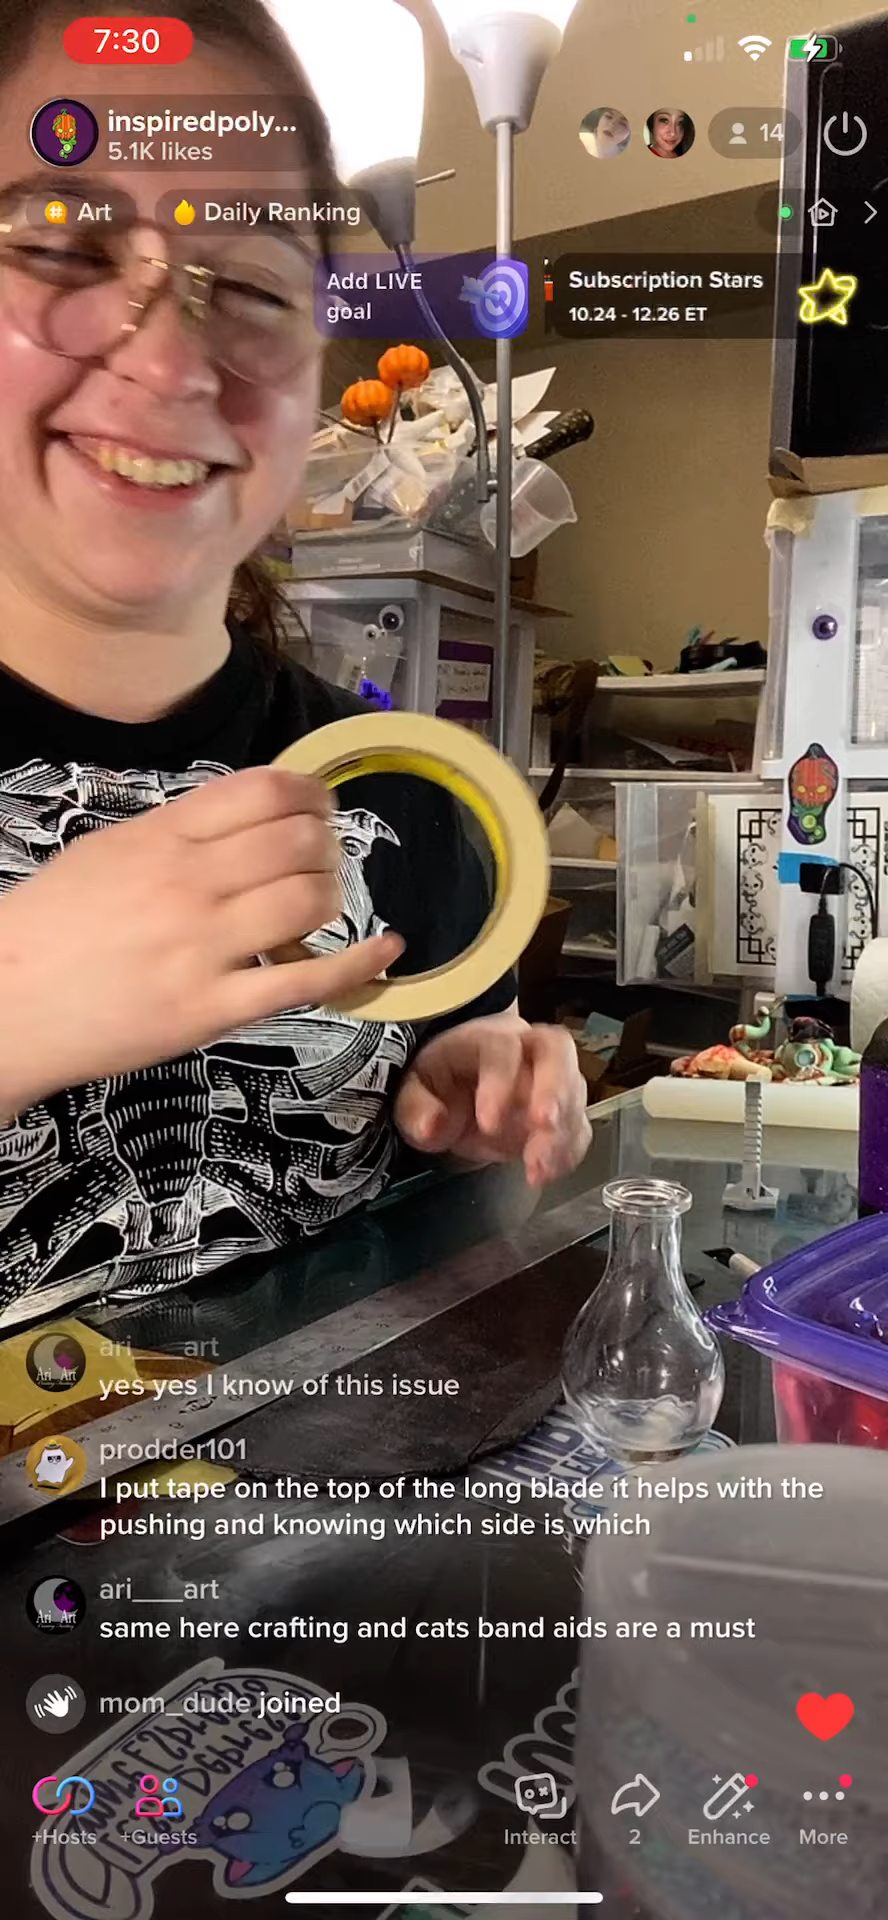 7:30
inspiredpoly...
5.1K likes
14
Art
Daily Ranking
Add LIVE
goal
Subscription Stars
10.24 - 12.26 ET
ari___art
yes yes I know of this issue
prodder101
I put tape on the top of the long blade it helps with the
pushing and knowing which side is which
ari___art
same here crafting and cats band aids are a must
mom_dude joined
+Hosts
+Guests
Interact
2
Enhance
More